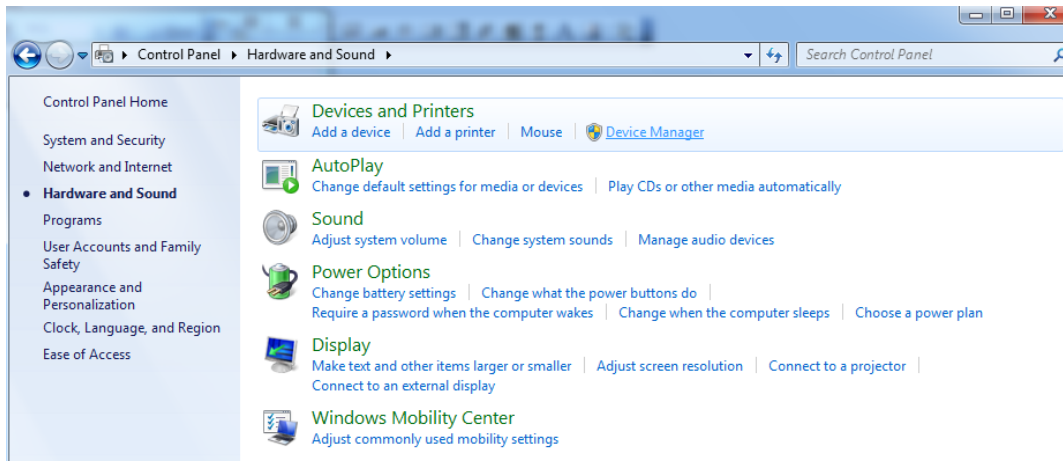 Control Panel Hardware and Sound Search Control Panel
Control Panel Home
System and Security
Network and Internet
Hardware and Sound
Programs
User Accounts and Family
Safety
Appearance and
Personalization
Clock, Language, and Region
Ease of Access
Devices and Printers
Add a device Add a printer Mouse Device Manager
AutoPlay
Change default settings for media or devices Play CDs or other media automatically
Sound
Adjust system volume Change system sounds Manage audio devices
Power Options
Change battery settings Change what the power buttons do
Require a password when the computer wakes Change when the computer sleeps Choose a power plan
Display
Make text and other items larger or smaller Adjust screen resolution Connect to a projector
Connect to an external display
Windows Mobility Center
Adjust commonly used mobility settings